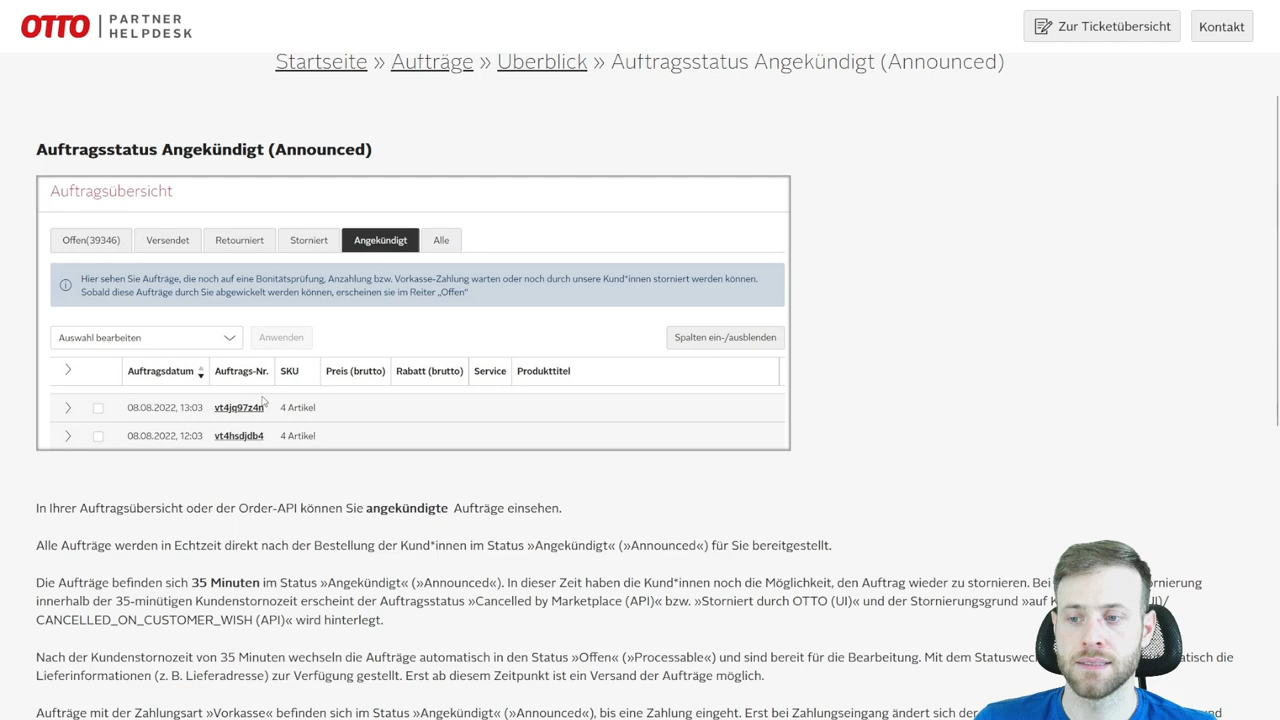 OTTO | PARTNER
HELPDESK
Zur Ticketübersicht
Kontakt
Startseite » Aufträge » Überblick » Auftragsstatus Angekündigt (Announced)
Auftragsstatus Angekündigt (Announced)
Auftragsübersicht
Offen(39346) Versendet Retourniert Storniert Angekündigt Alle
Hier sehen Sie Aufträge, die noch auf eine Bonitätsprüfung, Anzahlung bzw. Vorkasse-Zahlung warten oder noch durch unsere Kund*innen storniert werden können.
Sobald diese Aufträge durch Sie abgewickelt werden können, erscheinen sie im Reiter „Offen"
Auswahl bearbeiten Anwenden Spalten ein-/ausblenden
Auftragsdatum Auftrags-Nr. SKU Preis (brutto) Rabatt (brutto) Service Produkttitel
08.08.2022, 13:03 vt4jq97z4n 4 Artikel
08.08.2022, 12:03 vt4hsdjdb4 4 Artikel
In Ihrer Auftragsübersicht oder der Order-API können Sie angekündigte Aufträge einsehen.
Alle Aufträge werden in Echtzeit direkt nach der Bestellung der Kund*innen im Status »Angekündigt« (»Announced«) für Sie bereitgestellt.
Die Aufträge befinden sich 35 Minuten im Status »Angekündigt« (»Announced«). In dieser Zeit haben die Kund*innen noch die Möglichkeit, den Auftrag wieder zu stornieren. Bei
innerhalb der 35-minütigen Kundenstornozeit erscheint der Auftragsstatus »Cancelled by Marketplace (API)« bzw. »Storniert durch OTTO (UI)« und der Stornierungsgrund »auf
CANCELLED_ON_CUSTOMER_WISH (API)« wird hinterlegt.
Nach der Kundenstornozeit von 35 Minuten wechseln die Aufträge automatisch in den Status »Offen« (»Processable«) und sind bereit für die Bearbeitung. Mit dem die
Lieferinformationen (z. B. Lieferadresse) zur Verfügung gestellt. Erst ab diesem Zeitpunkt ist ein Versand der Aufträge möglich.
Aufträge mit der Zahlungsart »Vorkasse« befinden sich im Status »Angekündigt« (»Announced«), bis eine Zahlung eingeht. Erst bei Zahlungseingang ändert sich der und